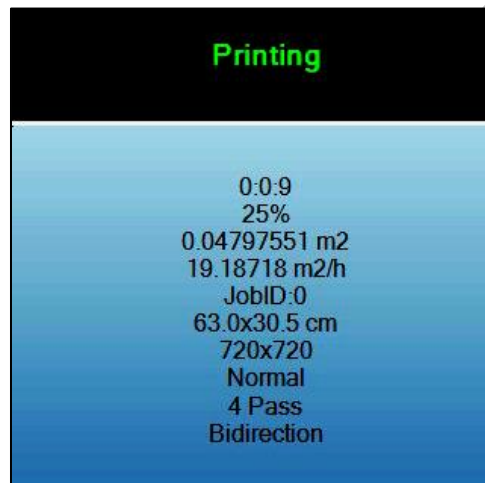 Printing
0:0:9
25%
0.04797551 m2
19.18718 m2/h
JobID:0
63.0x30.5 cm
720x720
Normal
4 Pass
Bidirection